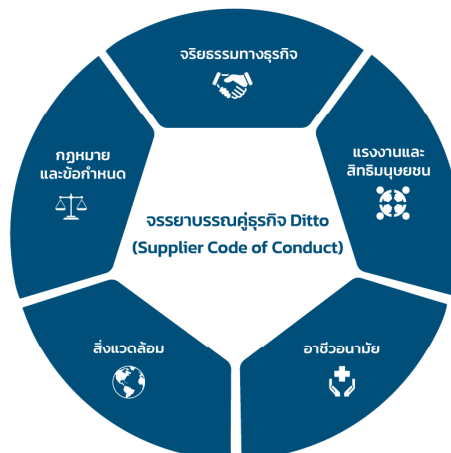 จริยธรรมทางธุรกิจ
กฎหมาย
และข้อกำหนด
แรงงานและ
สิทธิมนุษยชน
จรรยาบรรณคู่ธุรกิจ Ditto
(Supplier Code of Conduct)
สิ่งแวดล้อม
อาชีวอนามัย